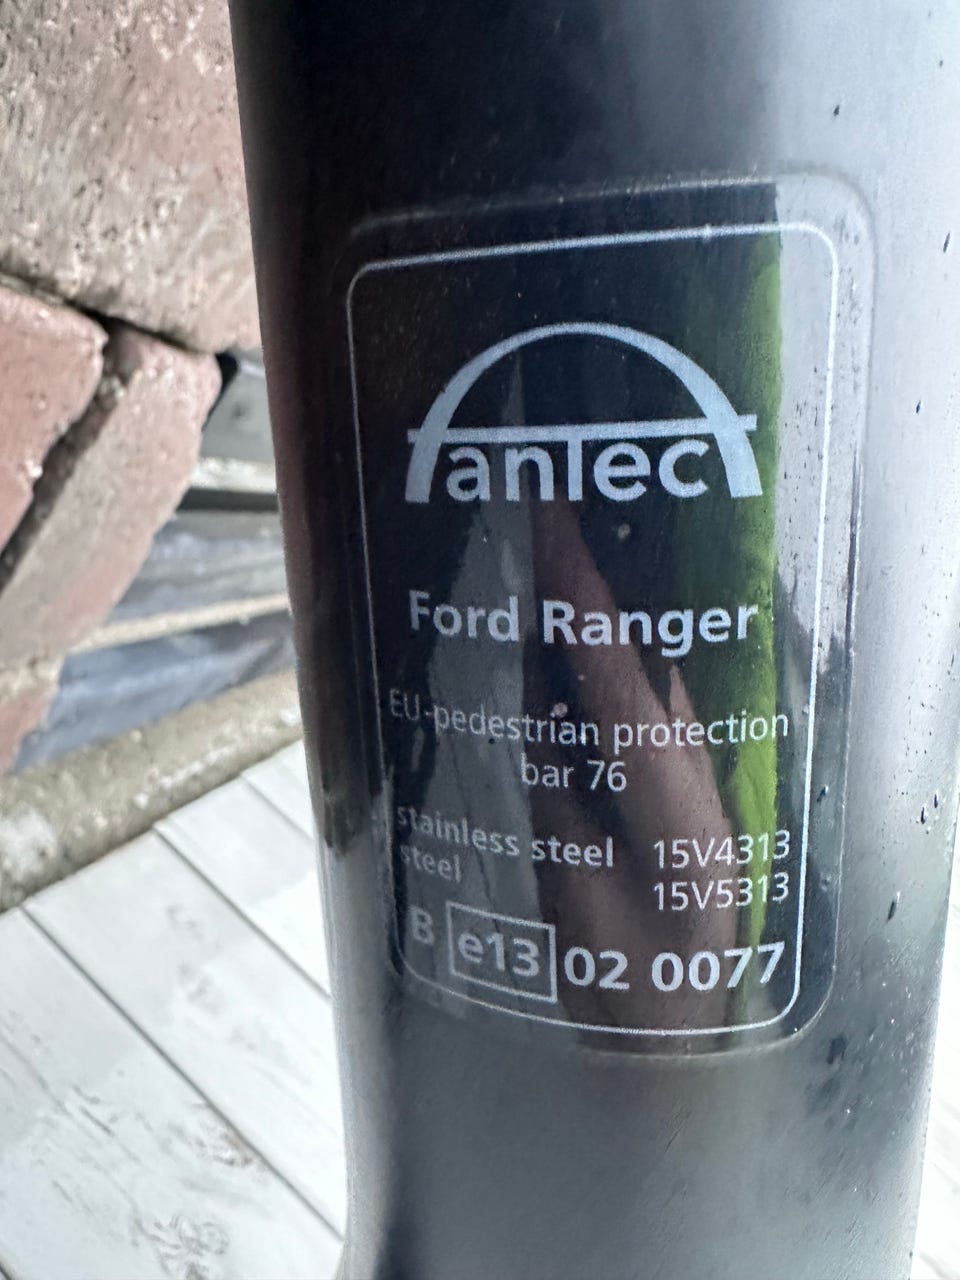 anTec
Ford Ranger
EU-pedestrian protection
bar 76
stainless steel 15V4313
steel 15V5313
B e13 02 0077